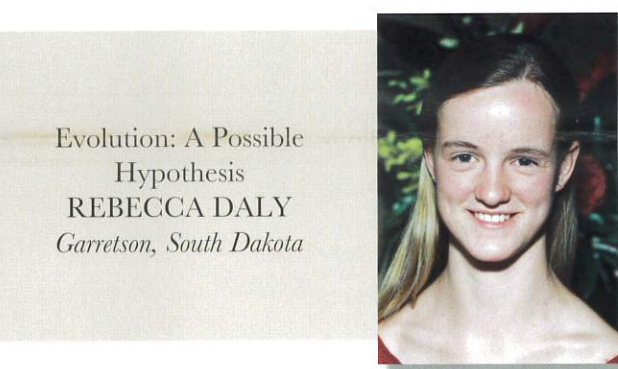 Evolution: A Possible
Hypothesis
REBECCA DALY
Garretson, South Dakota